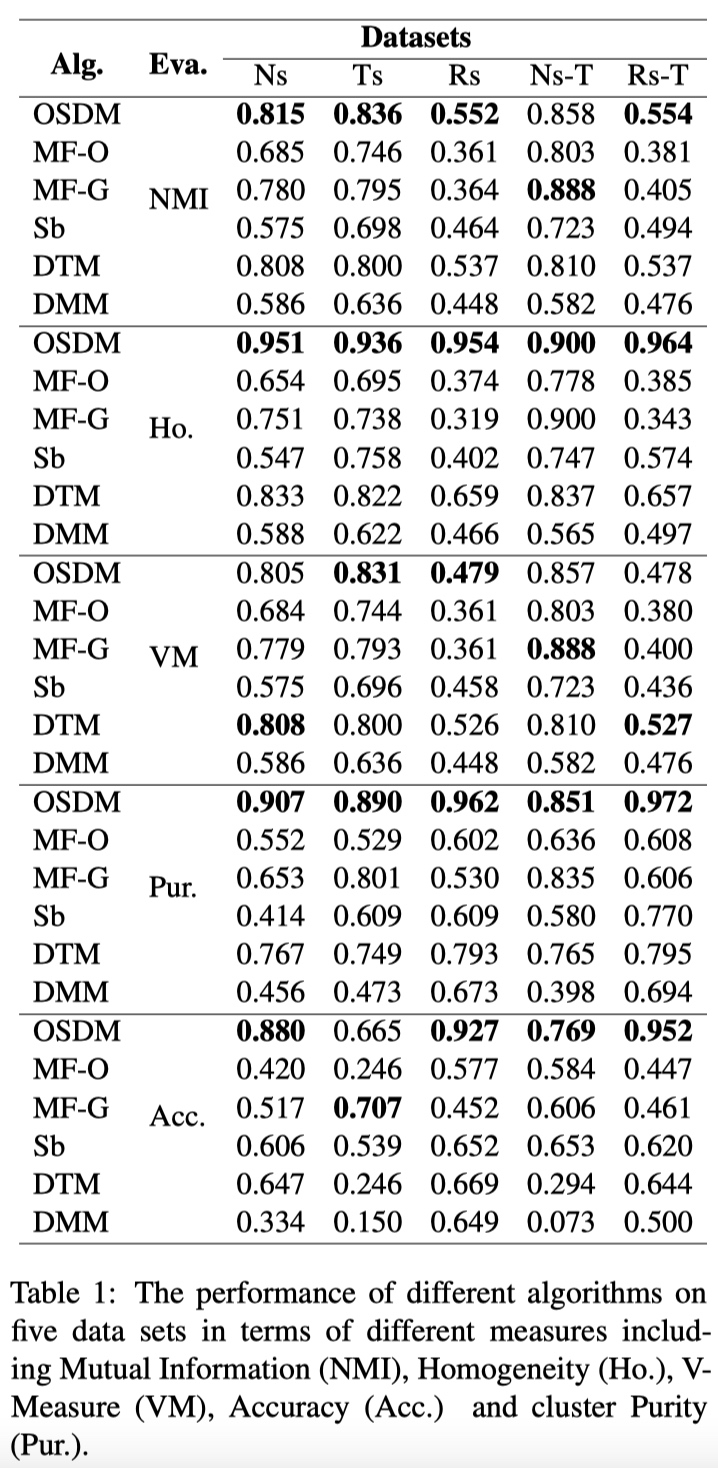 Datasets
Alg. Eva. Ns Ts Rs Ns-T Rs-T
OSDM 0.815 0.836 0.552 0.858 0.554
MF-O 0.685 0.746 0.361 0.803 0.381
MF-G NMI 0.780 0.795 0.364 0.888 0.405
Sb 0.575 0.698 0.464 0.723 0.494
DTM 0.808 0.800 0.537 0.810 0.537
DMM 0.586 0.636 0.448 0.582 0.476
OSDM 0.951 0.936 0.954 0.900 0.964
MF-O 0.654 0.695 0.374 0.778 0.385
MF-G Ho. 0.751 0.738 0.319 0.900 0.343
Sb 0.547 0.758 0.402 0.747 0.574
DTM 0.833 0.822 0.659 0.837 0.657
DMM 0.588 0.622 0.466 0.565 0.497
OSDM 0.805 0.831 0.479 0.857 0.478
MF-O 0.684 0.744 0.361 0.803 0.380
MF-G VM 0.779 0.793 0.361 0.888 0.400
Sb 0.575 0.696 0.458 0.723 0.436
DTM 0.808 0.800 0.526 0.810 0.527
DMM 0.586 0.636 0.448 0.582 0.476
OSDM 0.907 0.890 0.962 0.851 0.972
MF-O 0.552 0.529 0.602 0.636 0.608
MF-G Pur. 0.653 0.801 0.530 0.835 0.606
Sb 0.414 0.609 0.609 0.580 0.770
DTM 0.767 0.749 0.793 0.765 0.795
DMM 0.456 0.473 0.673 0.398 0.694
OSDM 0.880 0.665 0.927 0.769 0.952
MF-O 0.420 0.246 0.577 0.584 0.447
MF-G Acc. 0.517 0.707 0.452 0.606 0.461
Sb 0.606 0.539 0.652 0.653 0.620
DTM 0.647 0.246 0.669 0.294 0.644
DMM 0.334 0.150 0.649 0.073 0.500
Table 1: The performance of different algorithms on
five data sets in terms of different measures includ-
ing Mutual Information (NMI), Homogeneity (Ho.), V-
Measure (VM), Accuracy (Acc.) and cluster Purity
(Pur.).